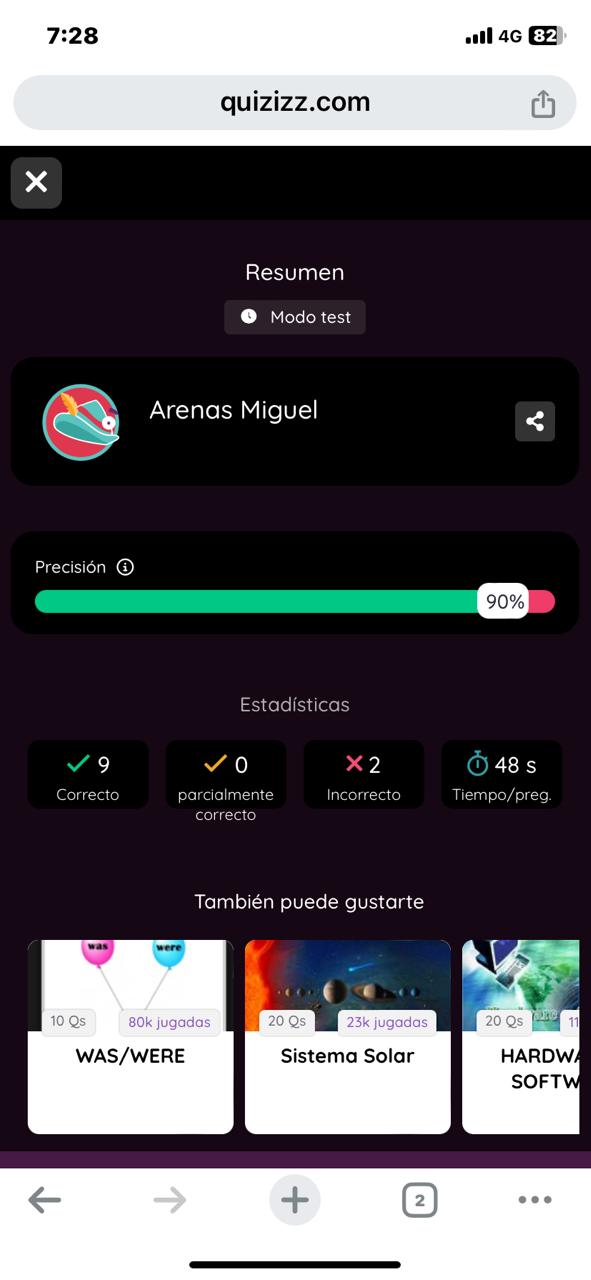 7:28
4G 82
quizizz.com
Resumen
Modo test
Arenas Miguel
Precisión
90%
Estadísticas
9
Correcto
0
parcialmente
correcto
2
Incorrecto
48 s
Tiempo/preg.
También puede gustarte
was were
10 Qs 80k jugadas
WAS/WERE
20 Qs 23k jugadas
Sistema Solar
20 Qs 11
HARDWA
SOFTW
2